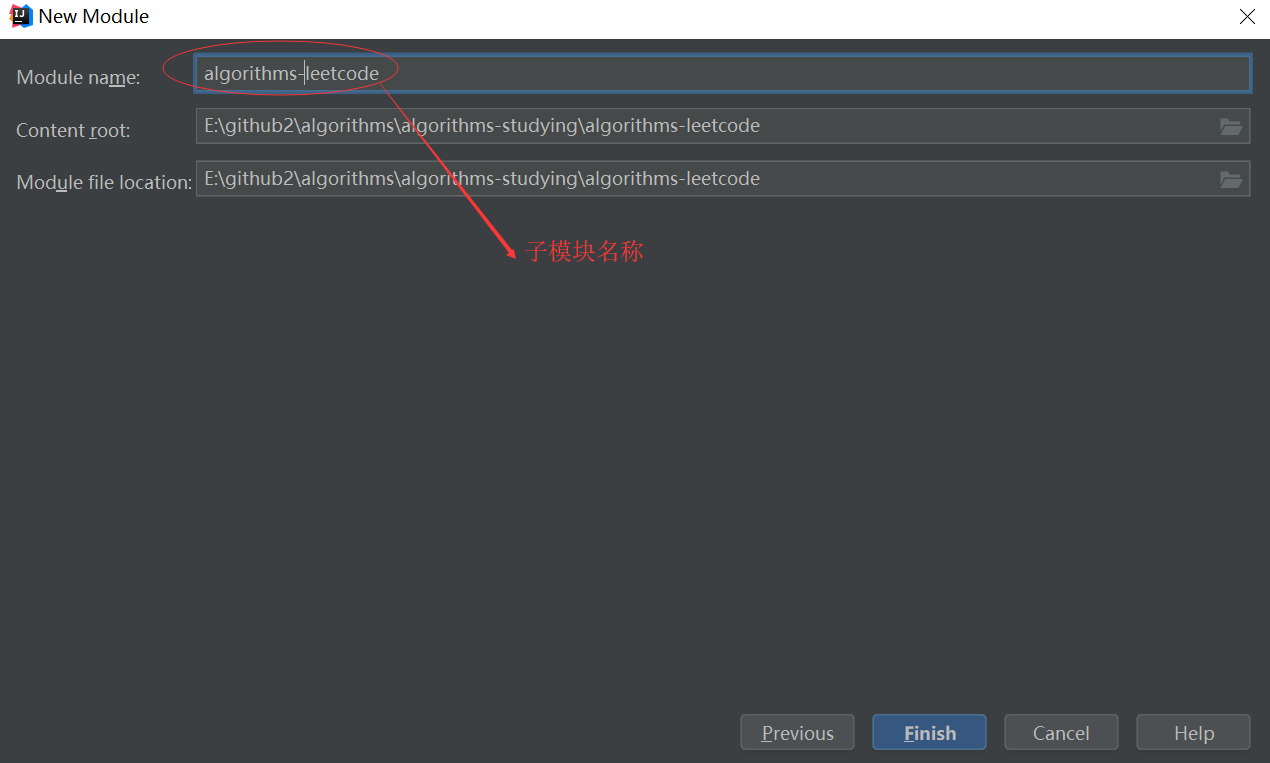 New Module
Module name: algorithms-leetcode
Content root: E:\github2\algorithms\algorithms-studying\algorithms-leetcode
Module file location: E:\github2\algorithms\algorithms-studying\algorithms-leetcode
子模块名称
Previous Finish Cancel Help